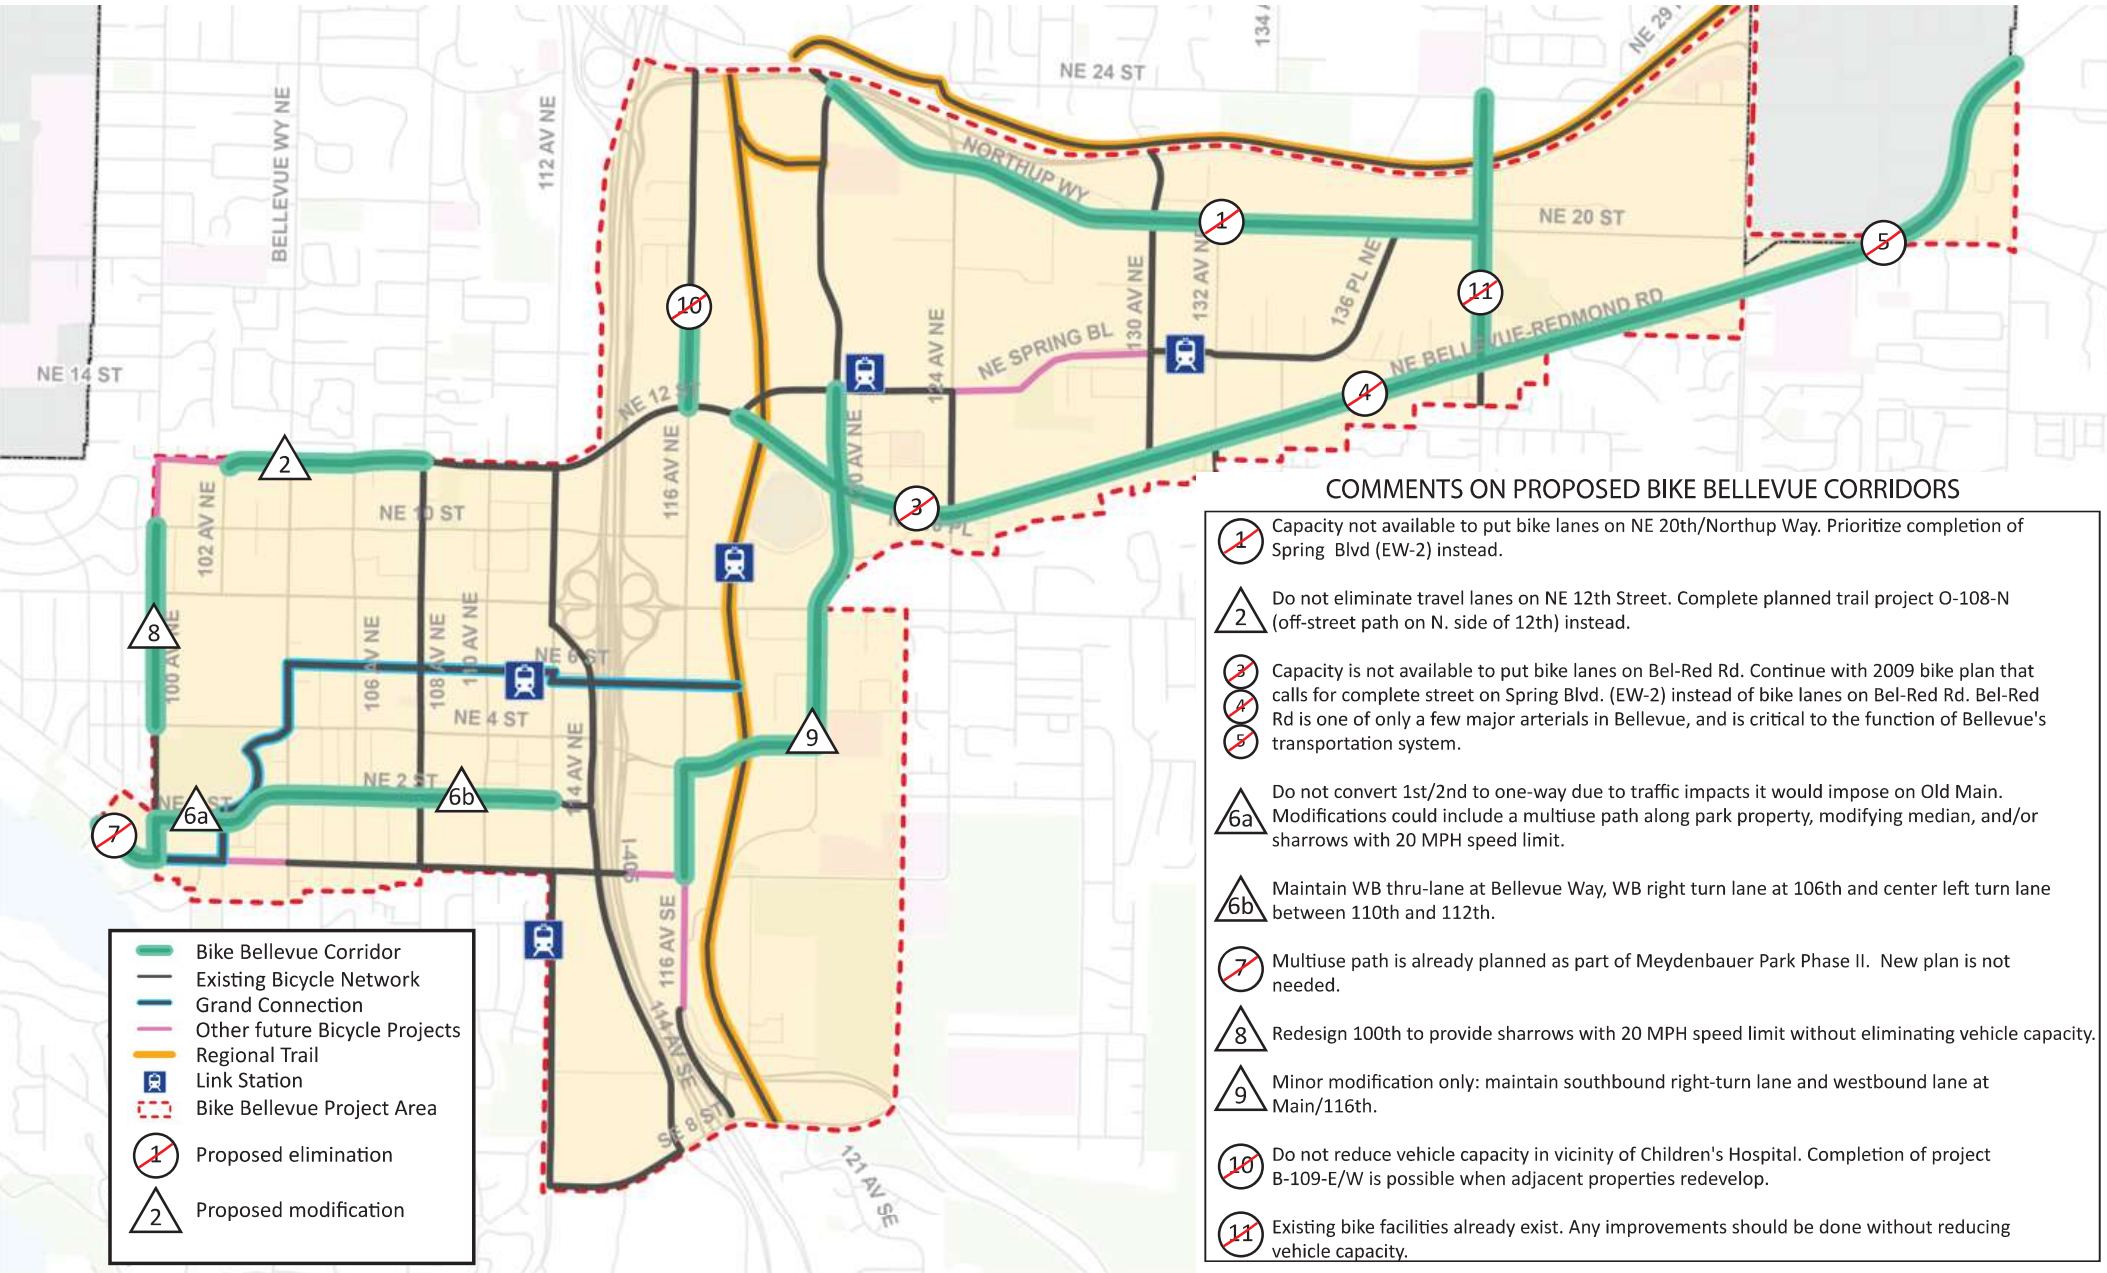 NE 24 ST
134 A
NE 29
BELLEVUE WY NE
112 AV NE
NORTHUP WY
NE 20 ST
1
5
130 AV NE
132 AV NE
136 PL NE
11
10
124 AV NE
NE SPRING BL
NE BELLEVUE-REDMOND RD
NE 14 ST
NE 12 ST
4
2
116 AV NE
102 AV NE
NE 10 ST
3
PL
8
100 AV NE
106 AV NE
108 AV NE
110 AV NE
NE 6 ST
NE 4 ST
114 AV NE
9
NE 2 ST
6b
6a
7
I-405
116 AV SE
114 AV SE
SE 8 ST
121 AV SE
Bike Bellevue Corridor
Existing Bicycle Network
Grand Connection
Other future Bicycle Projects
Regional Trail
Link Station
Bike Bellevue Project Area
1 Proposed elimination
2 Proposed modification
COMMENTS ON PROPOSED BIKE BELLEVUE CORRIDORS
1 Capacity not available to put bike lanes on NE 20th/Northup Way. Prioritize completion of
Spring Blvd (EW-2) instead.
2 Do not eliminate travel lanes on NE 12th Street. Complete planned trail project O-108-N
(off-street path on N. side of 12th) instead.
3 Capacity is not available to put bike lanes on Bel-Red Rd. Continue with 2009 bike plan that
4 calls for complete street on Spring Blvd. (EW-2) instead of bike lanes on Bel-Red Rd. Bel-Red
Rd is one of only a few major arterials in Bellevue, and is critical to the function of Bellevue's
5 transportation system.
6a Do not convert 1st/2nd to one-way due to traffic impacts it would impose on Old Main.
Modifications could include a multiuse path along park property, modifying median, and/or
sharrows with 20 MPH speed limit.
6b Maintain WB thru-lane at Bellevue Way, WB right turn lane at 106th and center left turn lane
between 110th and 112th.
7 Multiuse path is already planned as part of Meydenbauer Park Phase II. New plan is not
needed.
8 Redesign 100th to provide sharrows with 20 MPH speed limit without eliminating vehicle capacity.
9 Minor modification only: maintain southbound right-turn lane and westbound lane at
Main/116th.
10 Do not reduce vehicle capacity in vicinity of Children's Hospital. Completion of project
B-109-E/W is possible when adjacent properties redevelop.
11 Existing bike facilities already exist. Any improvements should be done without reducing
vehicle capacity.